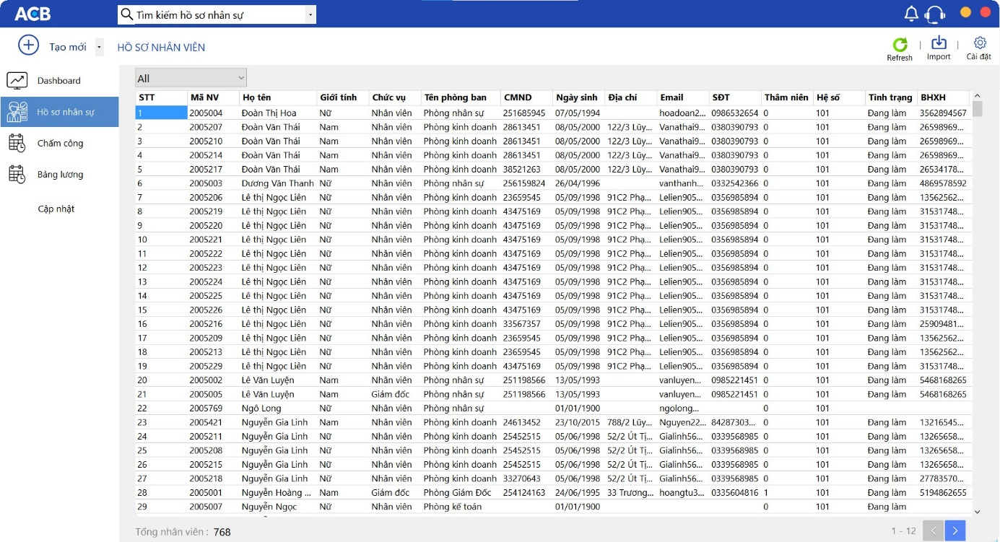 ACB
Tìm kiếm hồ sơ nhân sự
Tạo mới
HỒ SƠ NHÂN VIÊN
Refresh
Import
Cài đặt
Dashboard
Hồ sơ nhân sự
Chấm công
Bảng lương
Cập nhật
All
STT Mã NV Họ tên Giới tính Chức vụ Tên phòng ban CMND Ngày sinh Địa chỉ Email SĐT Thâm niên Hệ số Tình trạng BHXH
1 2005004 Đoàn Thị Hoa Nữ Nhân viên Phòng nhân sự 251685945 07/05/1994 hoadoan2... 0986532654 0 101 Đang làm 3562894567
2 2005207 Đoàn Văn Thái Nam Nhân viên Phòng kinh doanh 28613451 08/05/2000 122/3 Lũy... Vanathai9... 0380390793 0 101 Đang làm 26598969...
3 2005210 Đoàn Văn Thái Nam Nhân viên Phòng kinh doanh 28613451 08/05/2000 122/3 Lũy... Vanathai9... 0380390793 0 101 Đang làm 26598969...
4 2005214 Đoàn Văn Thái Nam Nhân viên Phòng kinh doanh 28613451 08/05/2000 122/3 Lũy... Vanathai9... 0380390793 0 101 Đang làm 26598969...
5 2005217 Đoàn Văn Thái Nam Nhân viên Phòng kinh doanh 38521263 08/05/2000 122/3 Lũy... Vanathai9... 0380390793 0 101 Đang làm 26534178...
6 2005003 Dương Văn Thanh Nữ Nhân viên Phòng nhân sự 256159824 26/04/1996 vanthanh... 0332542366 0 101 Đang làm 4869578592
7 2005206 Lê thị Ngọc Liên Nữ Nhân viên Phòng kinh doanh 23659545 05/09/1998 91C2 Phạ... Lelien905... 0356985894 0 101 Đang làm 13562562...
8 2005219 Lê thị Ngọc Liên Nữ Nhân viên Phòng kinh doanh 43475169 05/09/1998 91C2 Phạ... Lelien905... 0356985894 0 101 Đang làm 31531748...
9 2005220 Lê thị Ngọc Liên Nữ Nhân viên Phòng kinh doanh 43475169 05/09/1998 91C2 Phạ... Lelien905... 0356985894 0 101 Đang làm 31531748...
10 2005221 Lê thị Ngọc Liên Nữ Nhân viên Phòng kinh doanh 43475169 05/09/1998 91C2 Phạ... Lelien905... 0356985894 0 101 Đang làm 31531748...
11 2005222 Lê thị Ngọc Liên Nữ Nhân viên Phòng kinh doanh 43475169 05/09/1998 91C2 Phạ... Lelien905... 0356985894 0 101 Đang làm 31531748...
12 2005223 Lê thị Ngọc Liên Nữ Nhân viên Phòng kinh doanh 43475169 05/09/1998 91C2 Phạ... Lelien905... 0356985894 0 101 Đang làm 31531748...
13 2005224 Lê thị Ngọc Liên Nữ Nhân viên Phòng kinh doanh 43475169 05/09/1998 91C2 Phạ... Lelien905... 0356985894 0 101 Đang làm 31531748...
14 2005225 Lê thị Ngọc Liên Nữ Nhân viên Phòng kinh doanh 43475169 05/09/1998 91C2 Phạ... Lelien905... 0356985894 0 101 Đang làm 31531748...
15 2005226 Lê thị Ngọc Liên Nữ Nhân viên Phòng kinh doanh 43475169 05/09/1998 91C2 Phạ... Lelien905... 0356985894 0 101 Đang làm 31531748...
16 2005216 Lê thị Ngọc Liên Nữ Nhân viên Phòng kinh doanh 33567357 05/09/1998 91C2 Phạ... Lelien905... 0356985894 0 101 Đang làm 25909481...
17 2005209 Lê thị Ngọc Liên Nữ Nhân viên Phòng kinh doanh 23659545 05/09/1998 91C2 Phạ... Lelien905... 0356985894 0 101 Đang làm 13562562...
18 2005213 Lê thị Ngọc Liên Nữ Nhân viên Phòng kinh doanh 23659545 05/09/1998 91C2 Phạ... Lelien905... 0356985894 0 101 Đang làm 13562562...
19 2005229 Lê thị Ngọc Liên Nữ Nhân viên Phòng kinh doanh 43475169 05/09/1998 91C2 Phạ... Lelien905... 0356985894 0 101 Đang làm 31531748...
20 2005002 Lê Văn Luyện Nam Nhân viên Phòng nhân sự 251198566 13/05/1993 vanluyen... 0985221451 0 101 Đang làm 5468168265
21 2005005 Lê Văn Luyện Nam Giám đốc Phòng nhân sự 251198566 13/05/1993 vanluyen... 0985221451 0 101 Đang làm 5468168265
22 2005769 Ngô Long Nhân viên Phòng nhân sự 01/01/1900 ngolong... 0 101
23 2005421 Nguyễn Gia Linh Nam Nhân viên Phòng kinh doanh 24613452 23/10/2015 788/2 Lũy... Nguyen22... 84287303... 0 101 Đang làm 13216545...
24 2005211 Nguyễn Gia Linh Nữ Nhân viên Phòng kinh doanh 25452515 05/06/1998 52/2 Út Tị... Gialinh56... 0339568985 0 101 Đang làm 13265658...
25 2005208 Nguyễn Gia Linh Nữ Nhân viên Phòng kinh doanh 25452515 05/06/1998 52/2 Út Tị... Gialinh56... 0339568985 0 101 Đang làm 13265658...
26 2005215 Nguyễn Gia Linh Nữ Nhân viên Phòng kinh doanh 25452515 05/06/1998 52/2 Út Tị... Gialinh56... 0339568985 0 101 Đang làm 13265658...
27 2005218 Nguyễn Gia Linh Nữ Nhân viên Phòng kinh doanh 33270643 05/06/1998 52/2 Út Tị... Gialinh56... 0339568985 0 101 Đang làm 27783570...
28 2005001 Nguyễn Hoàng ... Nam Giám đốc Phòng Giám Đốc 254124163 24/06/1995 33 Trương... hoangtu3... 0335604816 1 101 Đang làm 5194862655
29 2005007 Nguyễn Ngọc Nữ Nhân viên Phòng kế toán 01/01/1900 0 101 Đang làm
Tổng nhân viên : 768
1 - 12